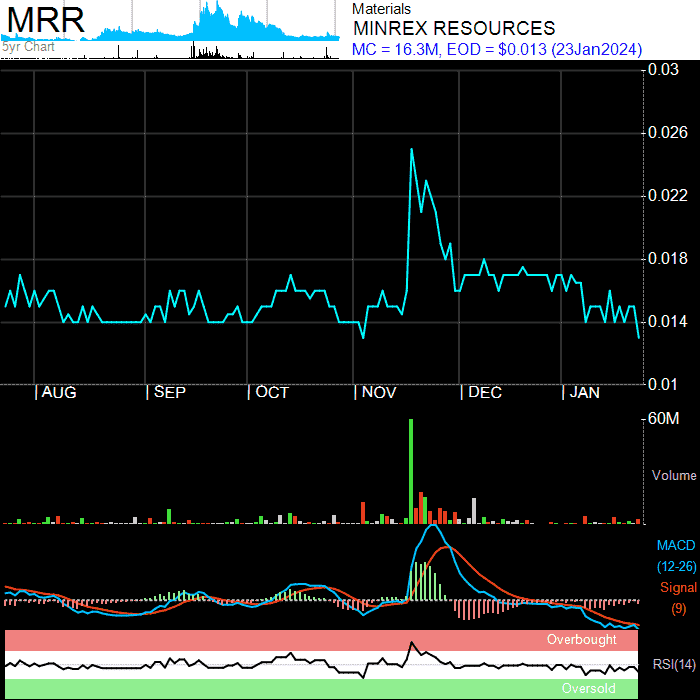 MRR
5yr Chart
Materials
MINREX RESOURCES
MC = 16.3M, EOD = $0.013 (23Jan2024)
0.03
0.026
0.022
0.018
0.014
0.01
| AUG | SEP | OCT | NOV | DEC | JAN
60M
Volume
MACD
(12-26)
Signal
(9)
Overbought
RSI(14)
Oversold